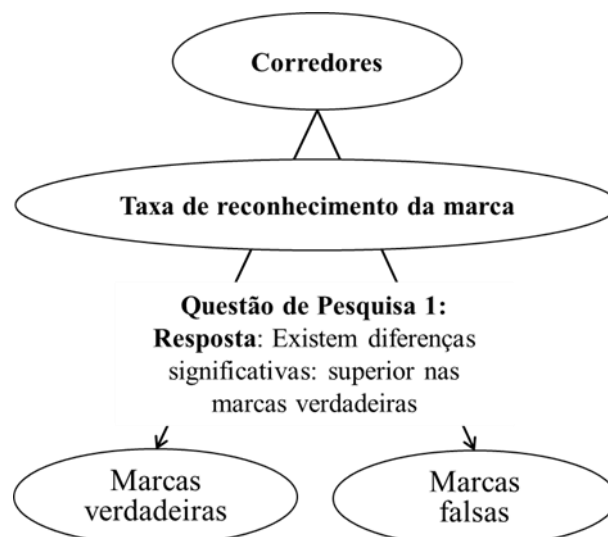 Corredores
Taxa de reconhecimento da marca
Questão de Pesquisa 1:
Resposta: Existem diferenças
significativas: superior nas
marcas verdadeiras
Marcas
verdadeiras
Marcas
falsas